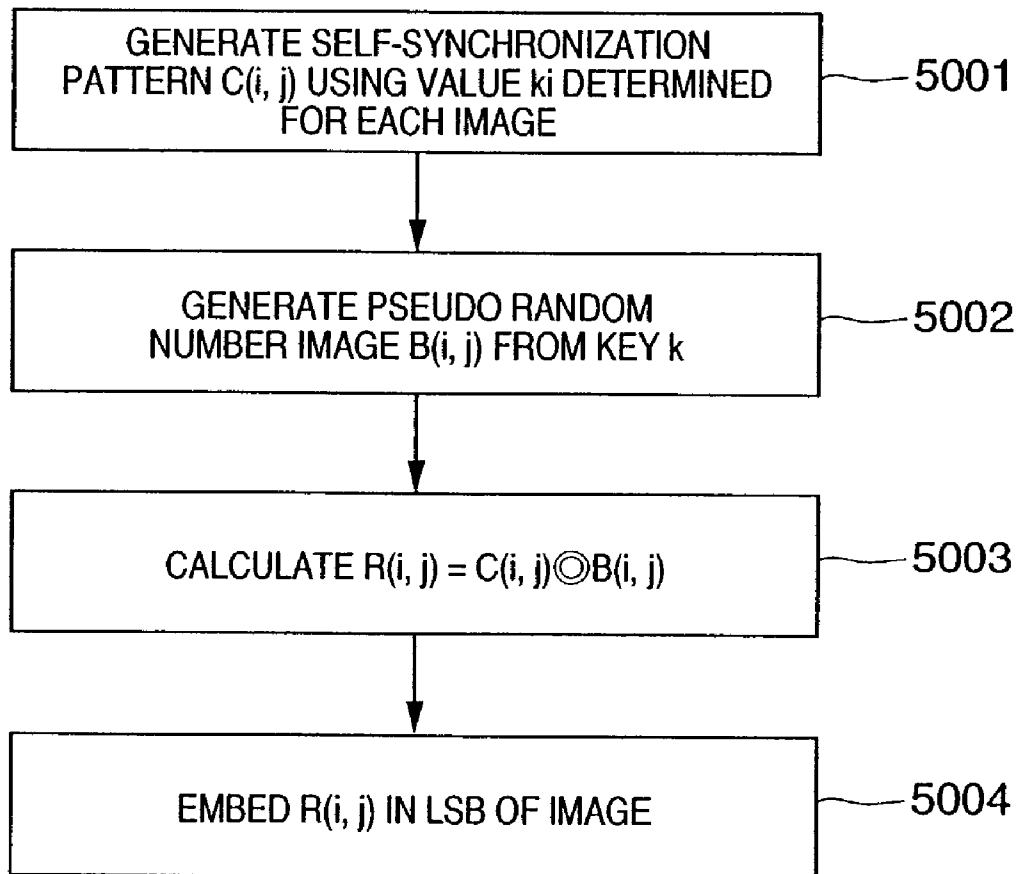 GENERATE SELF-SYNCHRONIZATION
PATTERN C(i, j) USING VALUE ki DETERMINED
FOR EACH IMAGE
5001
GENERATE PSEUDO RANDOM
NUMBER IMAGE B(i, j) FROM KEY k
5002
CALCULATE R(i, j) = C(i, j)◎B(i, j)
5003
EMBED R(i, j) IN LSB OF IMAGE
5004